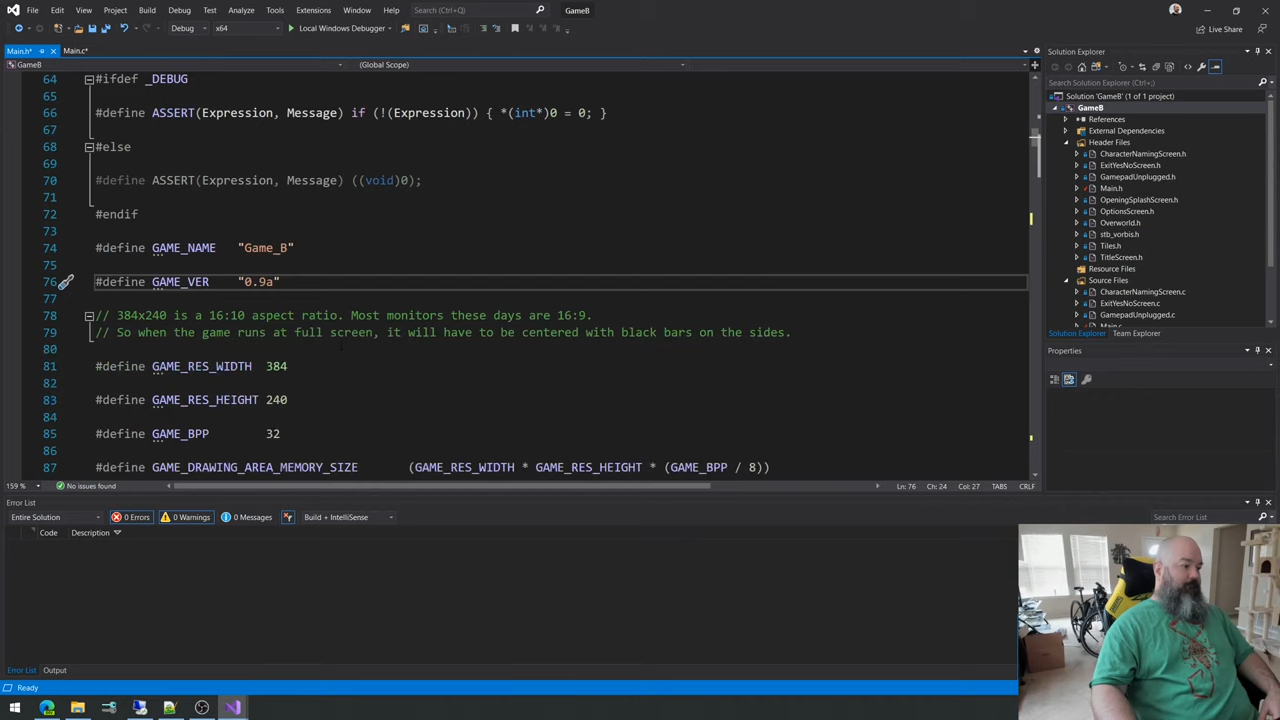 File Edit View Git Project Build Debug Test Analyze Tools Extensions Window Help Search (Ctrl+Q) GameB
Debug x64 Local Windows Debugger Live Share
Main.h* Main.c*
GameB (Global Scope)
64 #ifdef _DEBUG
65
66 #define ASSERT(Expression, Message) if (!(Expression)) { *(int*)0 = 0; }
67
68 #else
69
70 #define ASSERT(Expression, Message) ((void)0);
71
72 #endif
73
74 #define GAME_NAME "Game_B"
75
76 #define GAME_VER "0.9a"
77
78 // 384x240 is a 16:10 aspect ratio. Most monitors these days are 16:9.
79 // So when the game runs at full screen, it will have to be centered with black bars on the sides.
80
81 #define GAME_RES_WIDTH 384
82
83 #define GAME_RES_HEIGHT 240
84
85 #define GAME_BPP 32
86
87 #define GAME_DRAWING_AREA_MEMORY_SIZE (GAME_RES_WIDTH * GAME_RES_HEIGHT * (GAME_BPP / 8))
159 % No issues found Ln: 76 Ch: 24 Col: 27 TABS CRLF
Solution Explorer
Search Solution Explorer (Ctrl+;)
Solution 'GameB' (1 of 1 project)
GameB
References
External Dependencies
Header Files
CharacterNamingScreen.h
ExitYesNoScreen.h
GamepadUnplugged.h
Main.h
OpeningSplashScreen.h
OptionsScreen.h
Overworld.h
stb_vorbis.h
Tiles.h
TitleScreen.h
Resource Files
Source Files
CharacterNamingScreen.c
ExitYesNoScreen.c
GamepadUnplugged.c
Main.c
Solution Explorer Team Explorer
Properties
Error List
Entire Solution 0 Errors 0 Warnings 0 Messages Build + IntelliSense Search Error List
Code Description
Error List Output
Ready